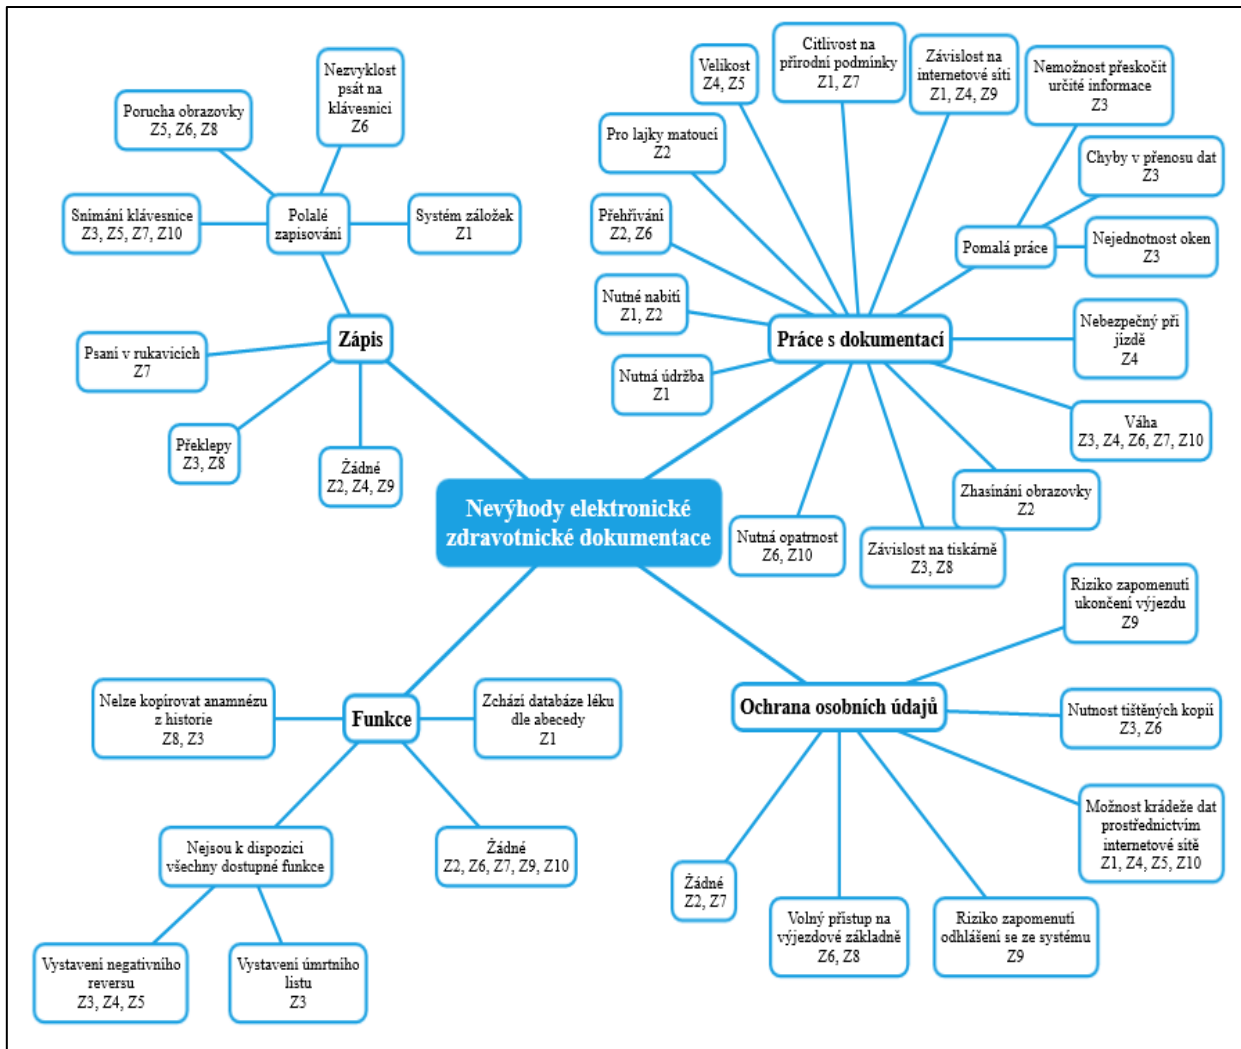 Nezvyklost
psát na
klávesnici
Z6
Porucha obrazovky
Z5, Z6, Z8
Snímání klávesnice
Z3, Z5, Z7, Z10
Polalé
zapisování
Systém záložek
Z1
Zápis
Psaní v rukavicích
Z7
Překlepy
Z3, Z8
Žádné
Z2, Z4, Z9
Velikost
Z4, Z5
Citlivost na
přírodní podmínky
Z1, Z7
Závislost na
internetové síti
Z1, Z4, Z9
Nemožnost přeskočit
určité informace
Z3
Pro lajky matoucí
Z2
Chyby v přenosu dat
Z3
Přehřívání
Z2, Z6
Pomalá práce
Nejednotnost oken
Z3
Nutné nabití
Z1, Z2
Práce s dokumentací
Nebezpečný při
jízdě
Z4
Nutná údržba
Z1
Váha
Z3, Z4, Z6, Z7, Z10
Zhasínání obrazovky
Z2
Nutná opatrnost
Z6, Z10
Závislost na tiskárně
Z3, Z8
Nevýhody elektronické
zdravotnické dokumentace
Riziko zapomenutí
ukončení výjezdu
Z9
Nelze kopírovat anamnézu
z historie
Z8, Z3
Funkce
Zchází databáze léku
dle abecedy
Z1
Nejsou k dispozici
všechny dostupné funkce
Žádné
Z2, Z6, Z7, Z9, Z10
Vystavení negativního
reversu
Z3, Z4, Z5
Vystavení úmrtního
listu
Z3
Ochrana osobních údajů
Nutnost tištěných kopií
Z3, Z6
Možnost krádeže dat
prostřednictvím
internetové sítě
Z1, Z4, Z5, Z10
Žádné
Z2, Z7
Volný přístup na
výjezdové základně
Z6, Z8
Riziko zapomenutí
odhlášení se ze systému
Z9